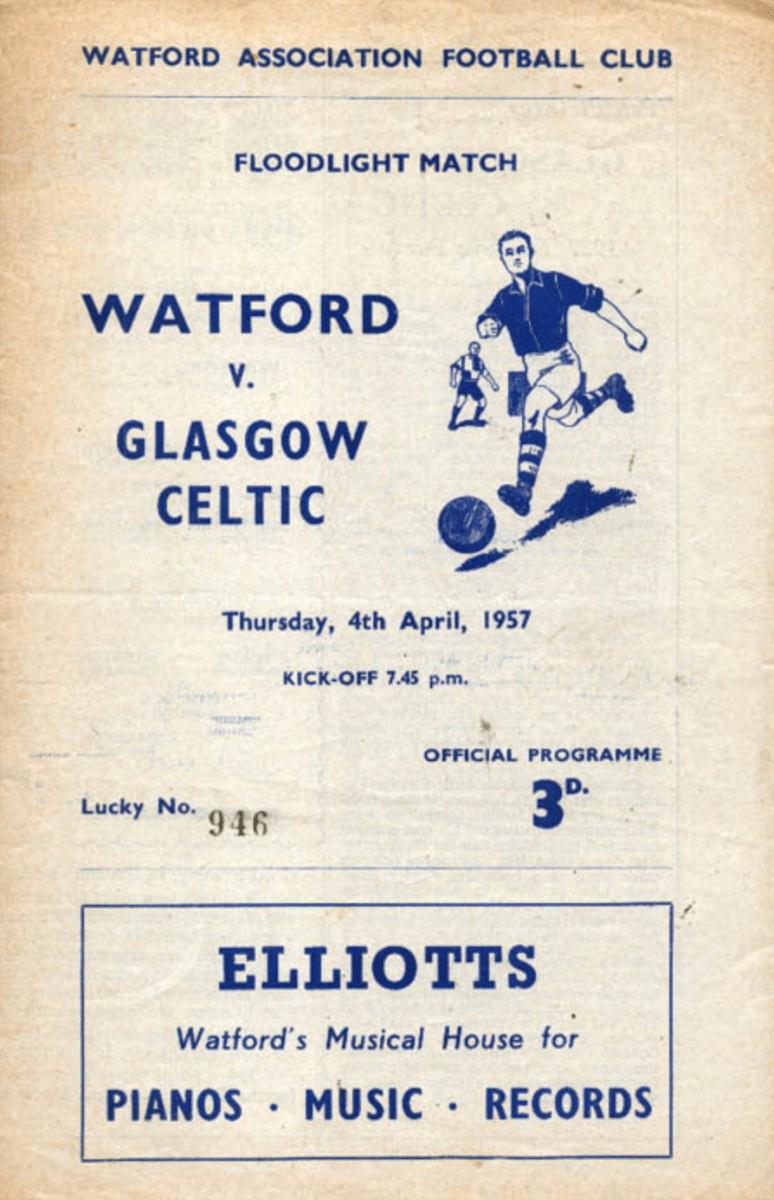 WATFORD ASSOCIATION FOOTBALL CLUB
FLOODLIGHT MATCH
WATFORD
V.
GLASGOW
CELTIC
Thursday, 4th April, 1957
KICK-OFF 7.45 p.m.
OFFICIAL PROGRAMME
3D.
Lucky No. 946
ELLIOTTS
Watford's Musical House for
PIANOS · MUSIC · RECORDS